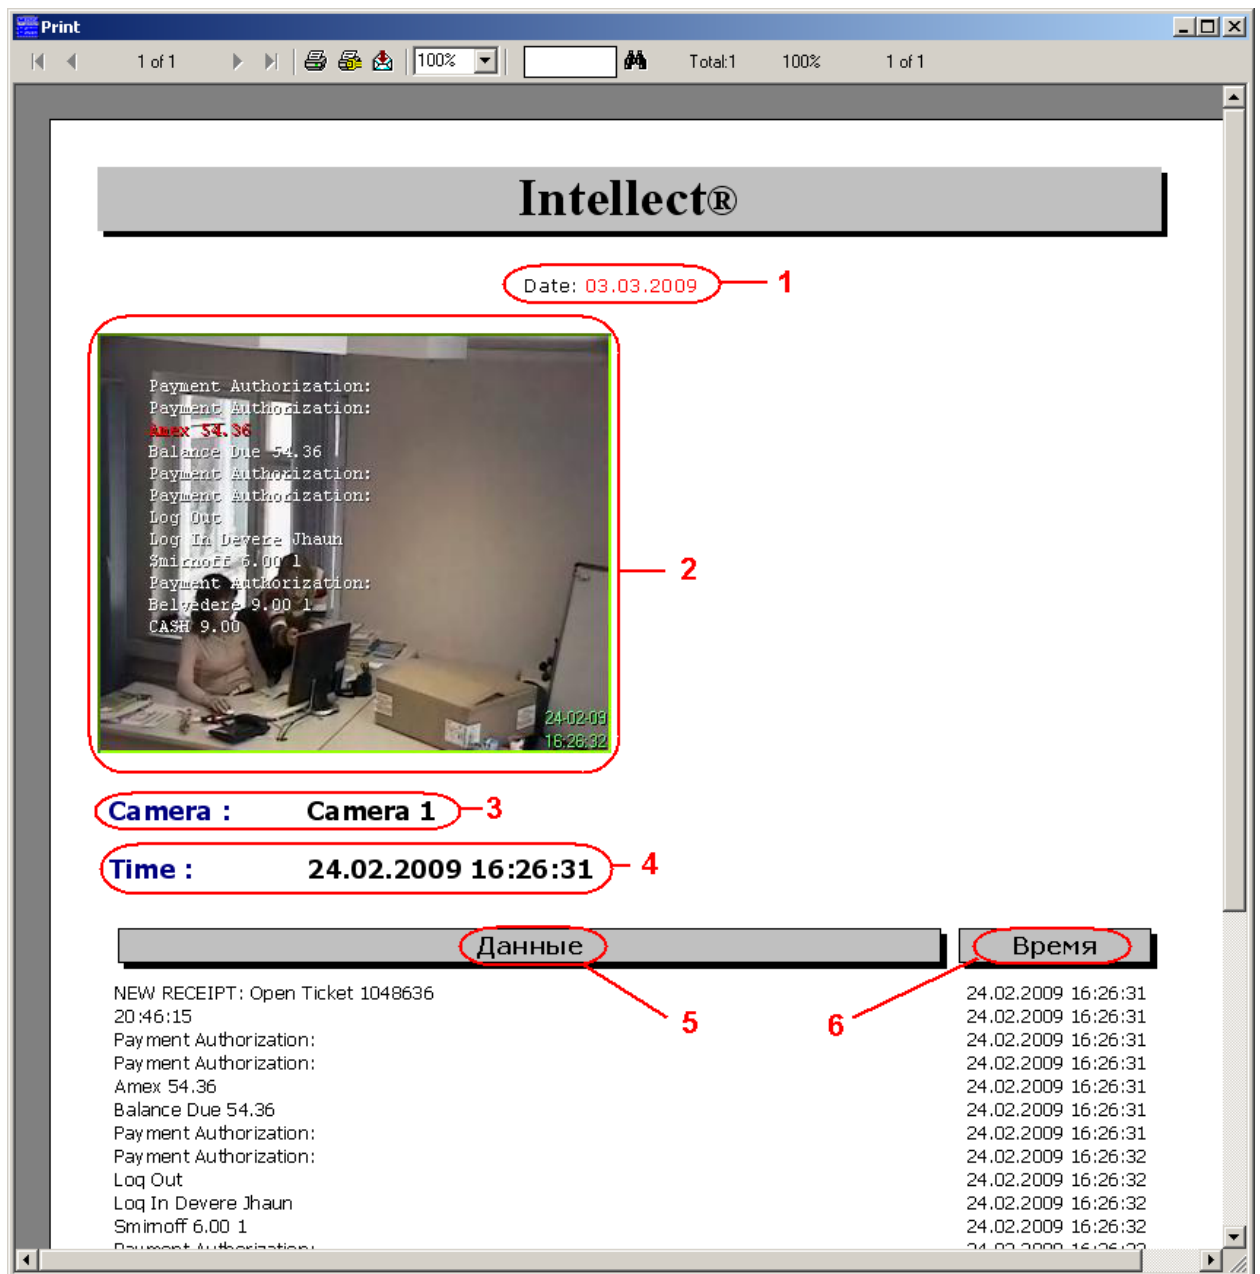 Print
1 of 1 100% Total:1 100% 1 of 1
Intellect®
Date: 03.03.2009 1
Payment Authorization:
Payment Authorization:
Amex 54.36
Balance Due 54.36
Payment Authorization:
Payment Authorization:
Log Out
Log In Devere Jhaun
Smirnoff 6.00 1
Payment Authorization:
Belvedere 9.00 1
CASH 9.00
24-02-09
16:26:32
2
Camera : Camera 1 3
Time : 24.02.2009 16:26:31 4
Данные Время
5 6
NEW RECEIPT: Open Ticket 1048636 24.02.2009 16:26:31
20:46:15 24.02.2009 16:26:31
Payment Authorization: 24.02.2009 16:26:31
Payment Authorization: 24.02.2009 16:26:31
Amex 54.36 24.02.2009 16:26:31
Balance Due 54.36 24.02.2009 16:26:31
Payment Authorization: 24.02.2009 16:26:31
Payment Authorization: 24.02.2009 16:26:32
Log Out 24.02.2009 16:26:32
Log In Devere Jhaun 24.02.2009 16:26:32
Smirnoff 6.00 1 24.02.2009 16:26:32
Payment Authorization: 24.02.2009 16:26:32